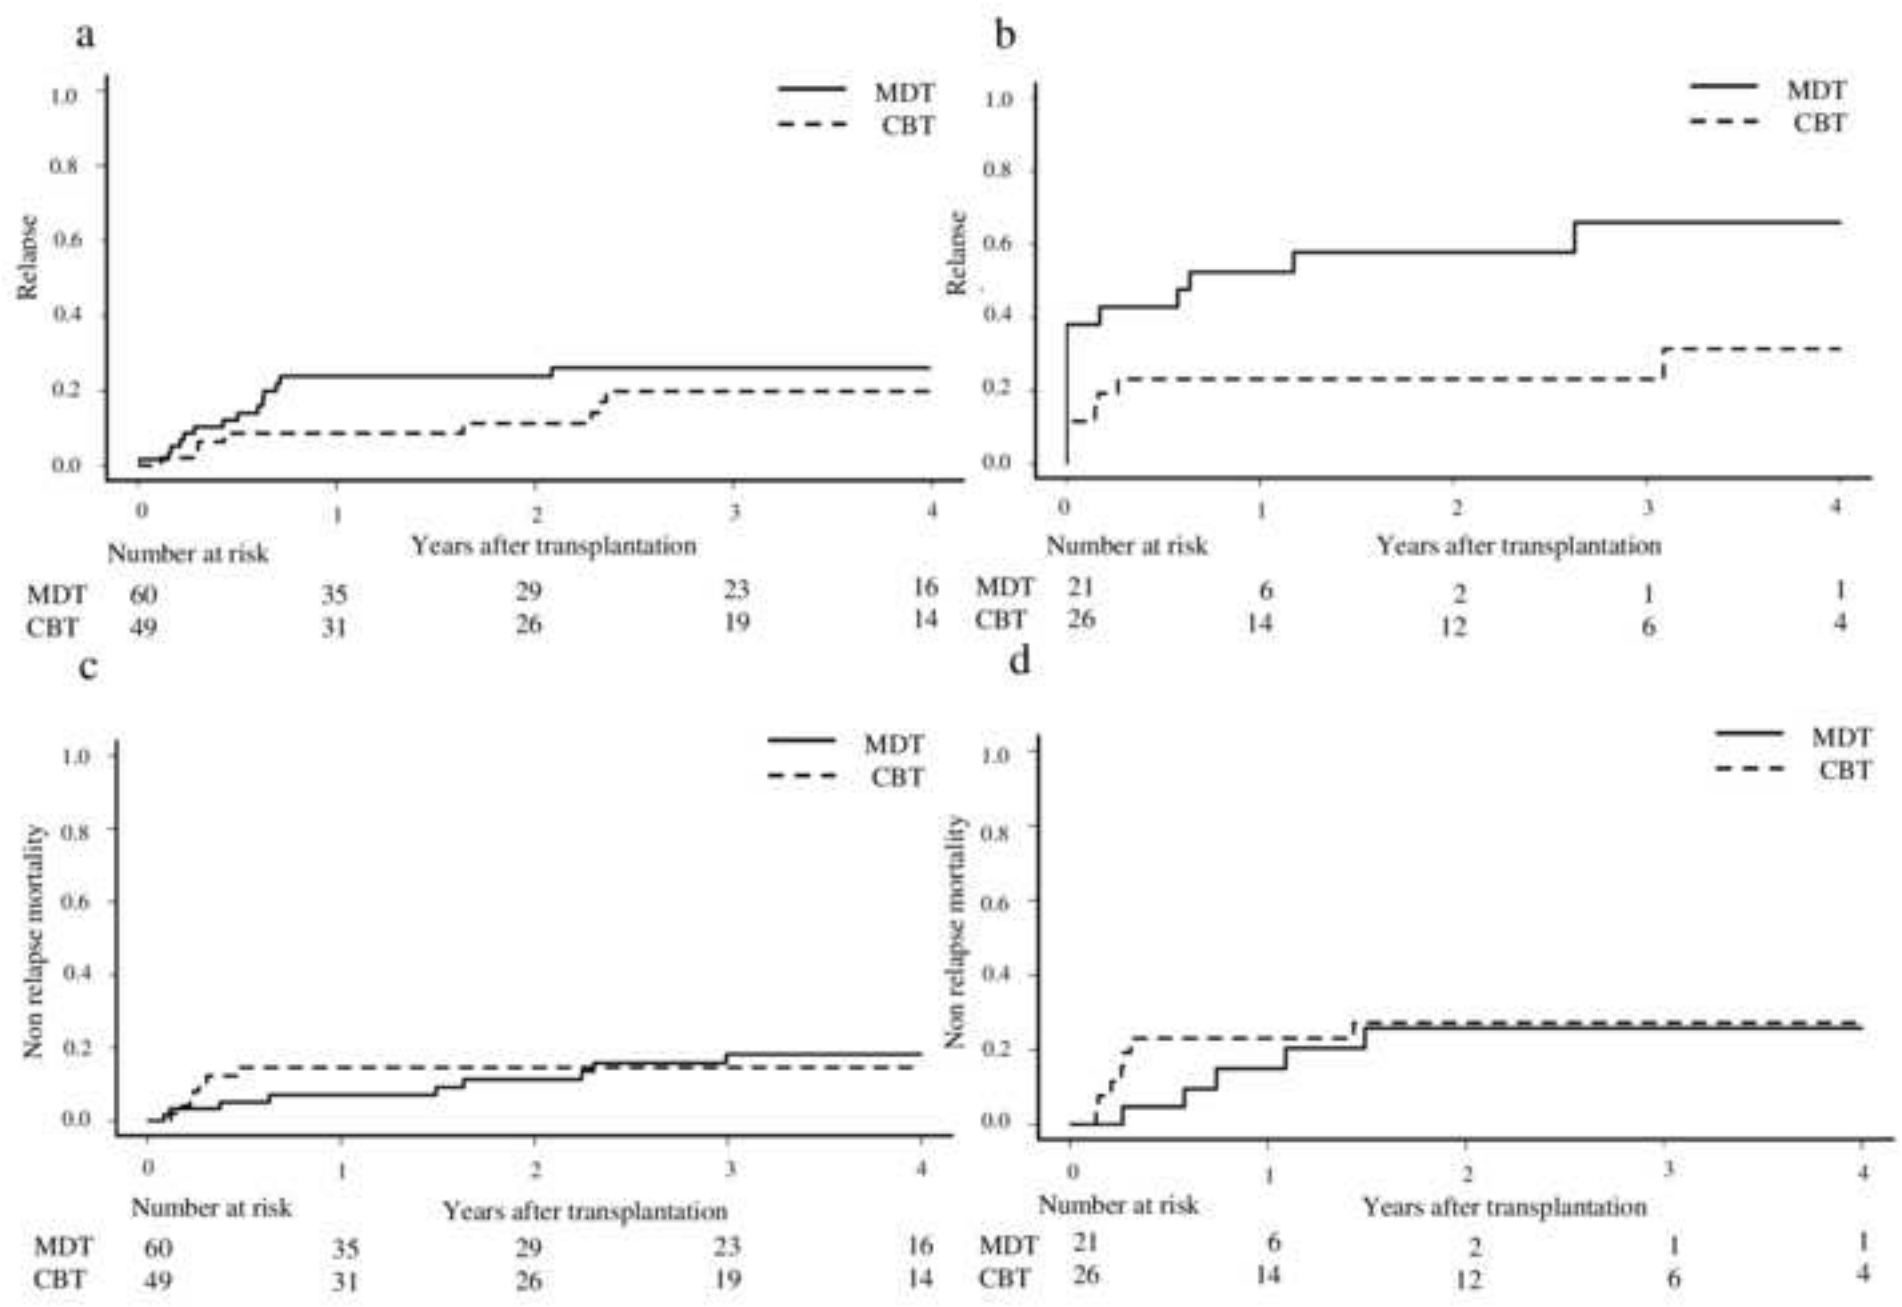 a
MDT
CBT
1.0
0.8
0.6
0.4
0.2
0.0
Relapse
0 1 2 3 4
Years after transplantation
Number at risk
MDT 60 35 29 23 16
CBT 49 31 26 19 14
b
MDT
CBT
1.0
0.8
0.6
0.4
0.2
0.0
Relapse
0 1 2 3 4
Number at risk Years after transplantation
MDT 21 6 2 1 1
CBT 26 14 12 6 4
c
MDT
CBT
1.0
0.8
0.6
0.4
0.2
0.0
Non relapse mortality
0 1 2 3 4
Number at risk Years after transplantation
MDT 60 35 29 23 16
CBT 49 31 26 19 14
d
MDT
CBT
1.0
0.8
0.6
0.4
0.2
0.0
Non relapse mortality
0 1 2 3 4
Number at risk Years after transplantation
MDT 21 6 2 1 1
CBT 26 14 12 6 4